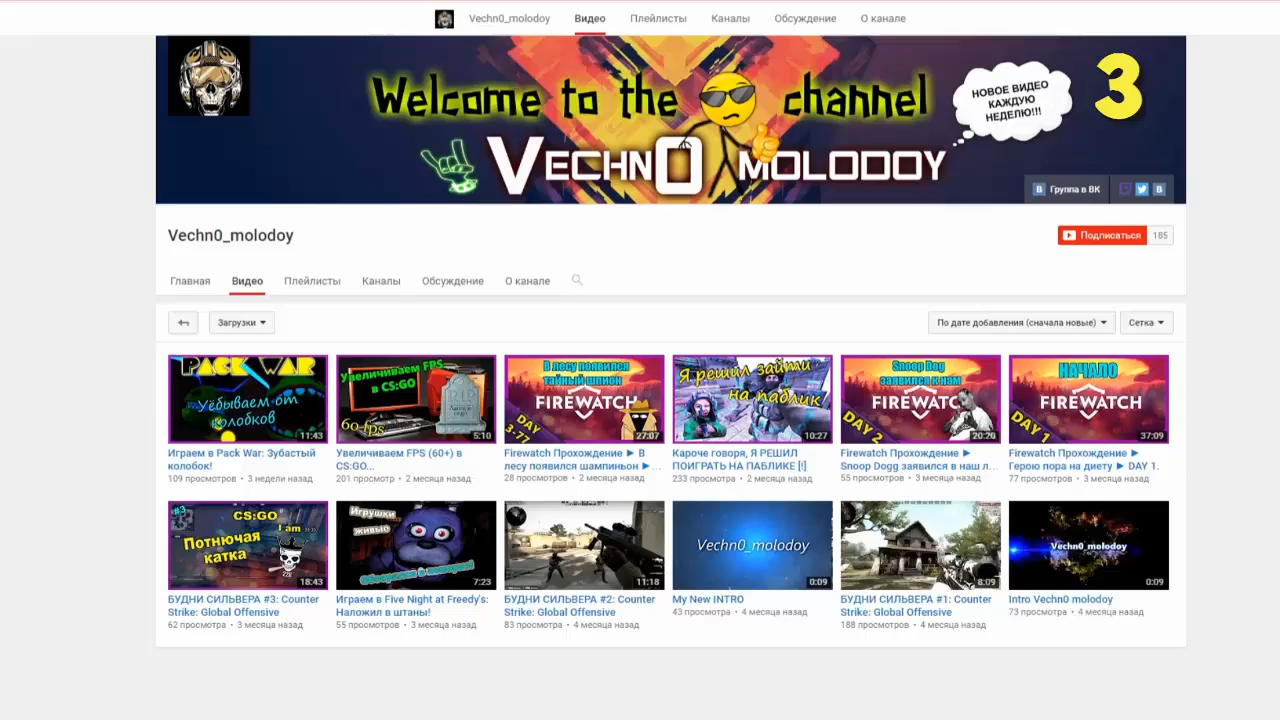 Vechn0_molodoy Видео Плейлисты Каналы Обсуждение О канале
Welcome to the channel
VECHN0 MOLODOY
НОВОЕ ВИДЕО
КАЖДУЮ
НЕДЕЛЮ!!!
3
B Группа в ВК B
Vechn0_molodoy
Подписаться 185
Главная Видео Плейлисты Каналы Обсуждение О канале
Загрузки
По дате добавления (сначала новые) Сетка
PACK WAR
Уёбываем от
колобков
11:43
Увеличиваем FPS
в CS:GO
RIP
60 fps
5:10
В лесу появился
тайный шпион
FIREWATCH
DAY
3-77
27:07
Я решил зайти
на паблик!
10:27
Snoop Dog
заявился к нам
FIREWATCH
DAY 2
20:20
НАЧАЛО
FIREWATCH
DAY 1
37:09
Играем в Pack War: Зубастый
колобок!
109 просмотров • 3 недели назад
Увеличиваем FPS (60+) в
CS:GO...
201 просмотр • 2 месяца назад
Firewatch Прохождение ► В
лесу появился шампиньон ► ...
28 просмотров • 2 месяца назад
Кароче говоря, Я РЕШИЛ
ПОИГРАТЬ НА ПАБЛИКЕ [!]
233 просмотра • 2 месяца назад
Firewatch Прохождение ►
Snoop Dogg заявился в наш л...
55 просмотров • 3 месяца назад
Firewatch Прохождение ►
Герою пора на диету ► DAY 1.
77 просмотров • 3 месяца назад
#3
CS:GO
I am
Потнючая
катка
228
18:43
Игрушки
живые
7:23
11:18
Vechn0_molodoy
0:09
8:09
Vechn0_molodoy
0:09
БУДНИ СИЛЬВЕРА #3: Counter
Strike: Global Offensive
62 просмотра • 3 месяца назад
Играем в Five Night at Freedy's:
Наложил в штаны!
55 просмотров • 3 месяца назад
БУДНИ СИЛЬВЕРА #2: Counter
Strike: Global Offensive
83 просмотра • 4 месяца назад
My New INTRO
43 просмотра • 4 месяца назад
БУДНИ СИЛЬВЕРА #1: Counter
Strike: Global Offensive
188 просмотров • 4 месяца назад
Intro Vechn0 molodoy
73 просмотра • 4 месяца назад